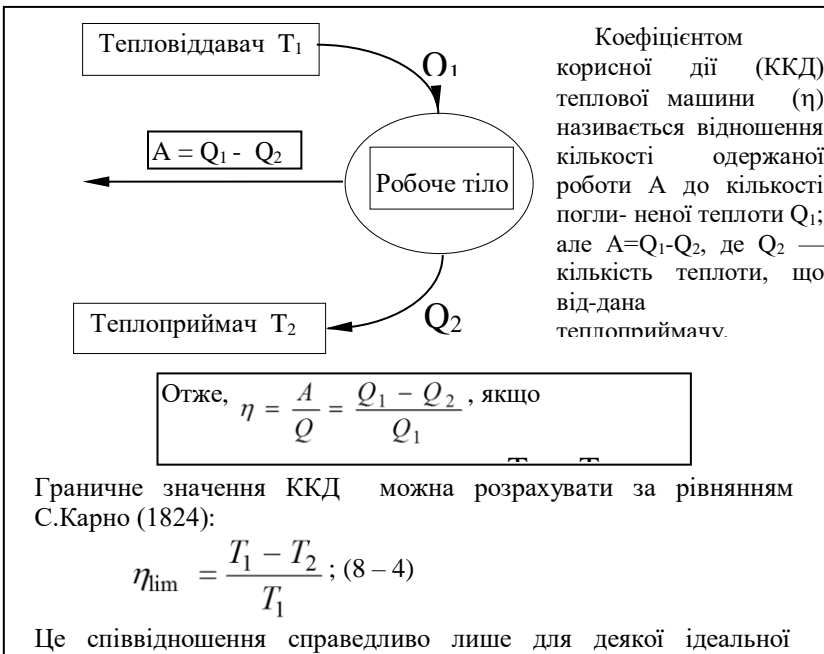 Тепловіддавач T₁
Q₁
A = Q₁ - Q₂
Робоче тіло
Q₂
Теплоприймач T₂
Коефіцієнтом
корисної дії (ККД)
теплової машини (η)
називається відношення
кількості одержаної
роботи А до кількості
погли- неної теплоти Q₁;
але A=Q₁-Q₂, де Q₂ —
кількість теплоти, що
від-дана
теплоприймачу.
Отже, η = A/Q = (Q₁ − Q₂)/Q₁ , якщо
Граничне значення ККД можна розрахувати за рівнянням
С.Карно (1824):
η_lim = (T₁ − T₂)/T₁ ; (8 – 4)
Це співвідношення справедливо лише для деякої ідеальної